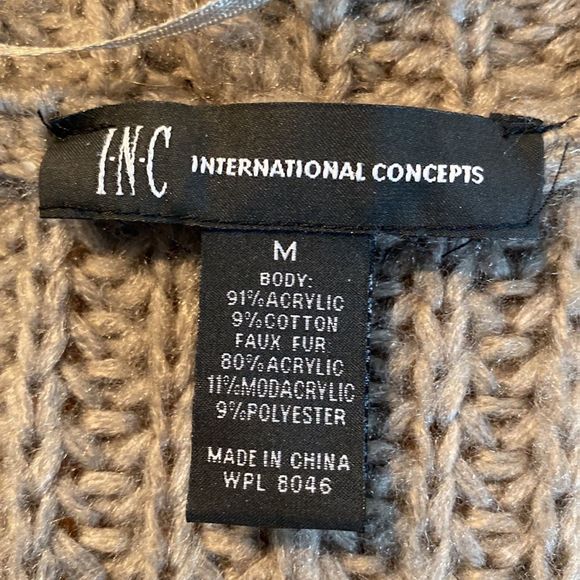 I·N·C INTERNATIONAL CONCEPTS
M
BODY:
91%ACRYLIC
9%COTTON
FAUX FUR
80%ACRYLIC
11%MODACRYLIC
9%POLYESTER
MADE IN CHINA
WPL 8046